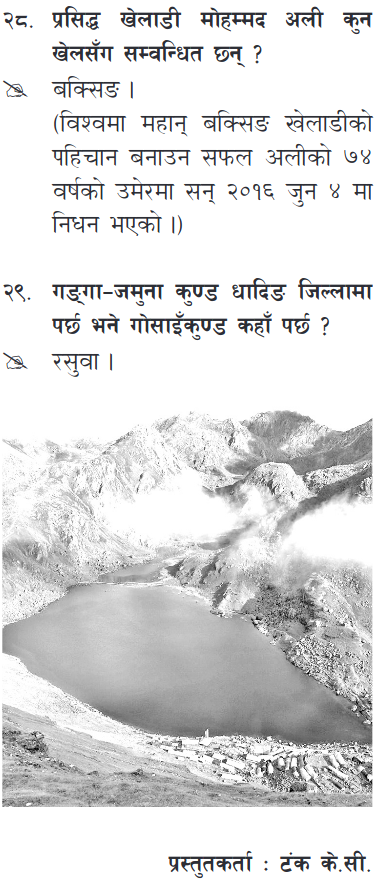 २८. प्रसिद्ध खेलाडी मोहम्मद अली कुन
खेलसँग सम्बन्धित छन् ?
बक्सिङ ।
(विश्वमा महान् बक्सिङ खेलाडीको
पहिचान बनाउन सफल अलीको ७४
वर्षको उमेरमा सन् २०१६ जुन ४ मा
निधन भएको ।)
२९. गङ्गा-जमुना कुण्ड धादिङ जिल्लामा
पर्छ भने गोसाइँकुण्ड कहाँ पर्छ ?
रसुवा ।
प्रस्तुतकर्ता : टंक के.सी.